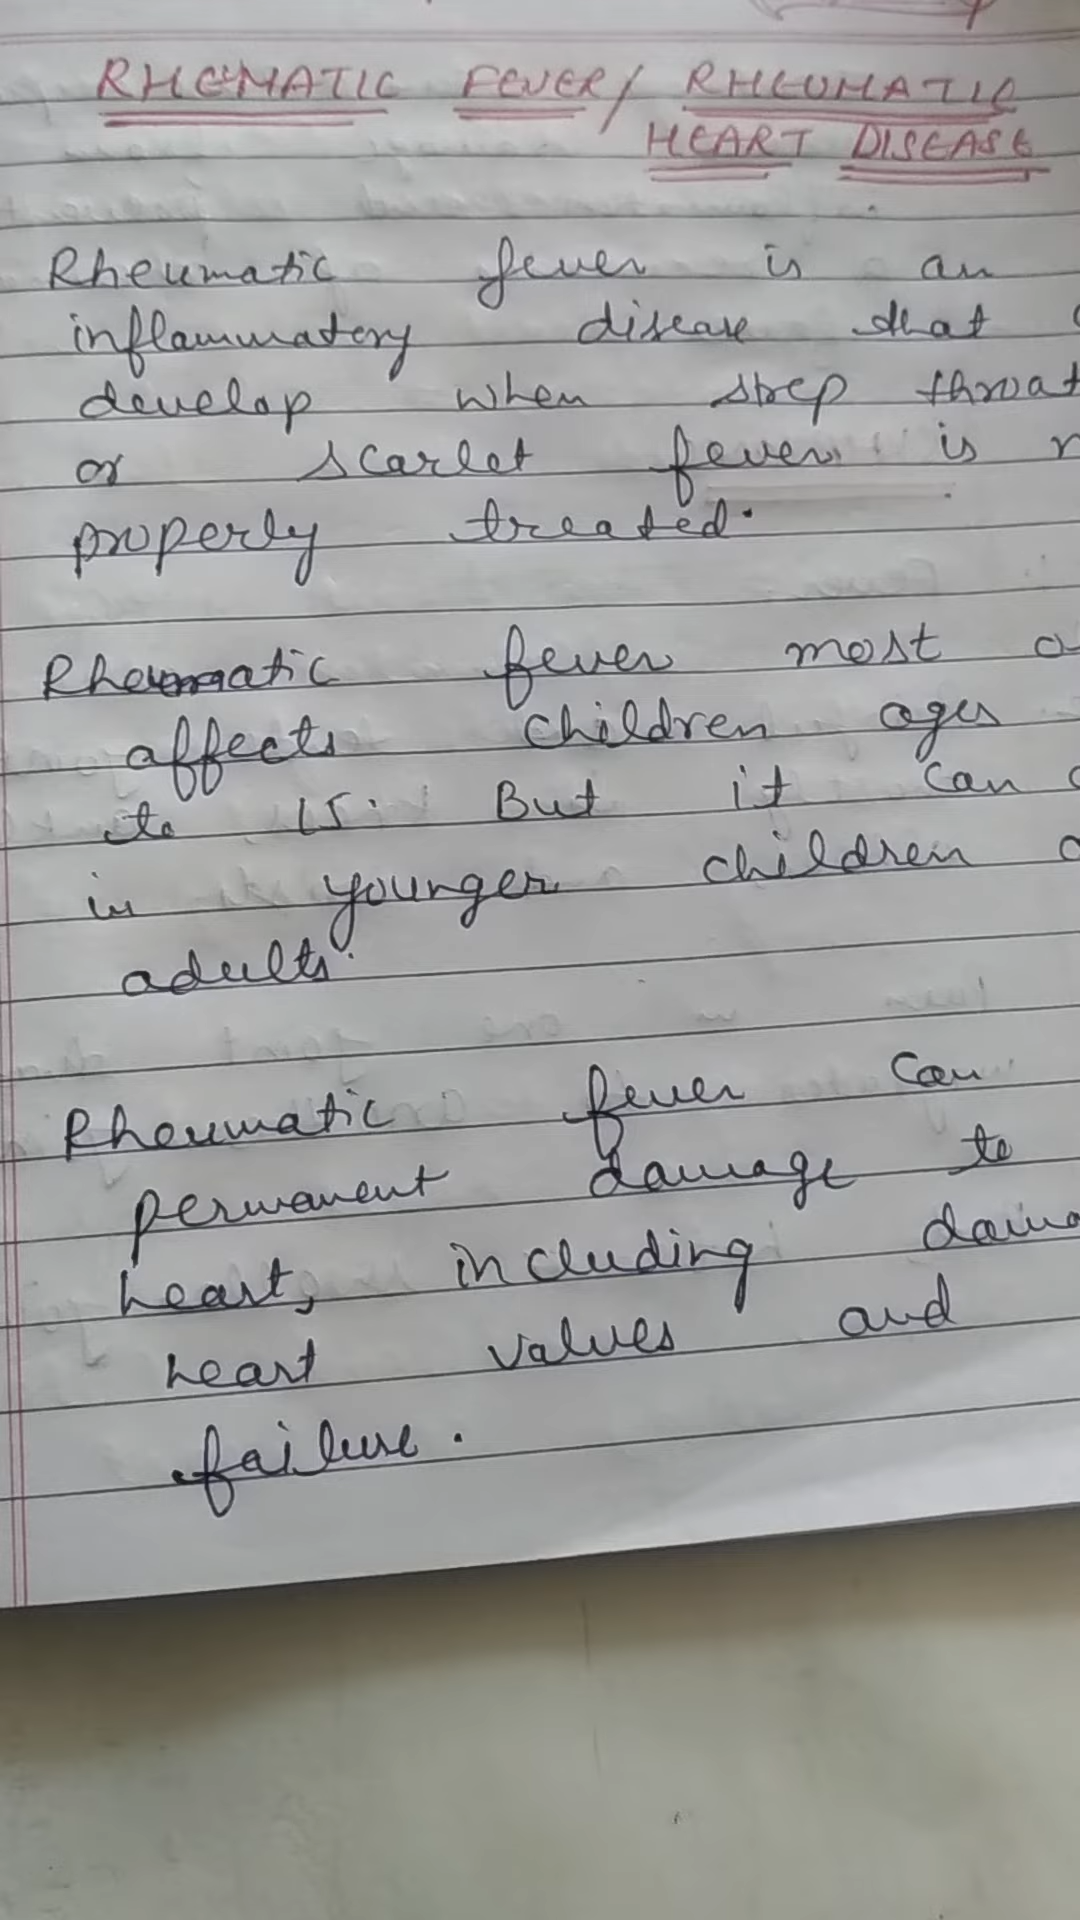 RHEMATIC FEVER/ RHEUMATIC
HEART DISEASE
Rheumatic fever is an
inflammatory disease that
develop when strep throat
or scarlet fever is
properly treated.
Rheumatic fever most
affects children ages
to 15. But it can
in younger children
adults.
Rheumatic fever can
permanent damage to
heart, including
heart values and
failure.